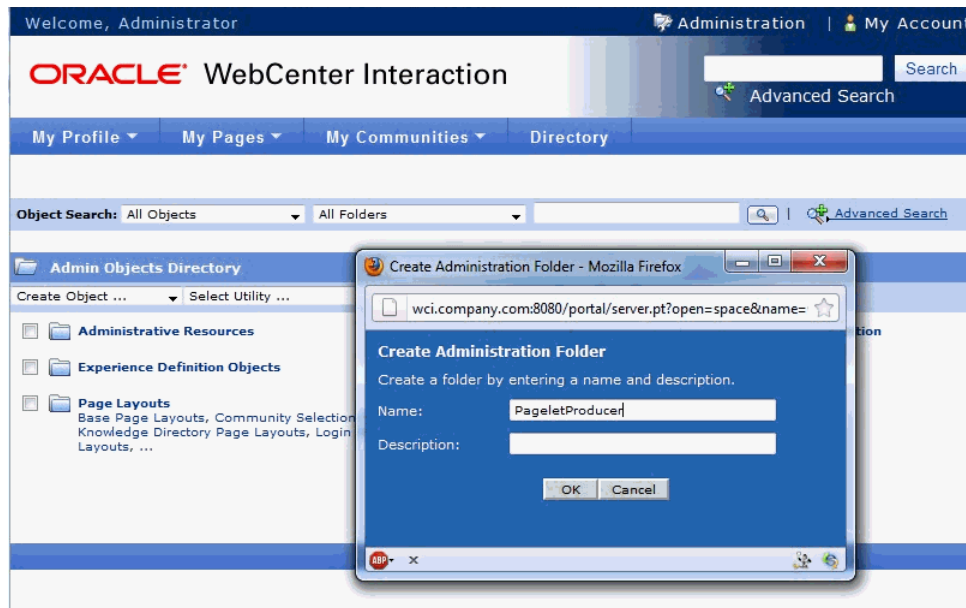 Welcome, Administrator
Administration | My Account
ORACLE WebCenter Interaction
Search
Advanced Search
My Profile My Pages My Communities Directory
Object Search: All Objects All Folders | Advanced Search
Admin Objects Directory
Create Object ... Select Utility ...
Administrative Resources
Experience Definition Objects
Page Layouts
Base Page Layouts, Community Selection
Knowledge Directory Page Layouts, Login
Layouts, ...
Create Administration Folder - Mozilla Firefox
wci.company.com:8080/portal/server.pt?open=space&name=
Create Administration Folder
Create a folder by entering a name and description.
Name: PageletProducer
Description:
OK Cancel
ABP